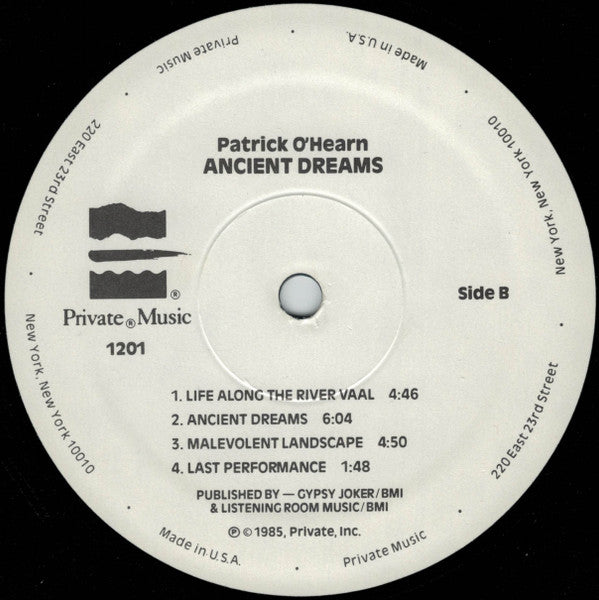 Patrick O'Hearn
ANCIENT DREAMS
®
Private® Music
1201
Side B
1. LIFE ALONG THE RIVER VAAL 4:46
2. ANCIENT DREAMS 6:04
3. MALEVOLENT LANDSCAPE 4:50
4. LAST PERFORMANCE 1:48
PUBLISHED BY — GYPSY JOKER/BMI
& LISTENING ROOM MUSIC/BMI
℗ © 1985, Private, Inc.
Made in U.S.A.
New York, New York 10010
220 East 23rd Street
Private Music
Made in U.S.A.
New York, New York 10010
220 East 23rd Street
Private Music